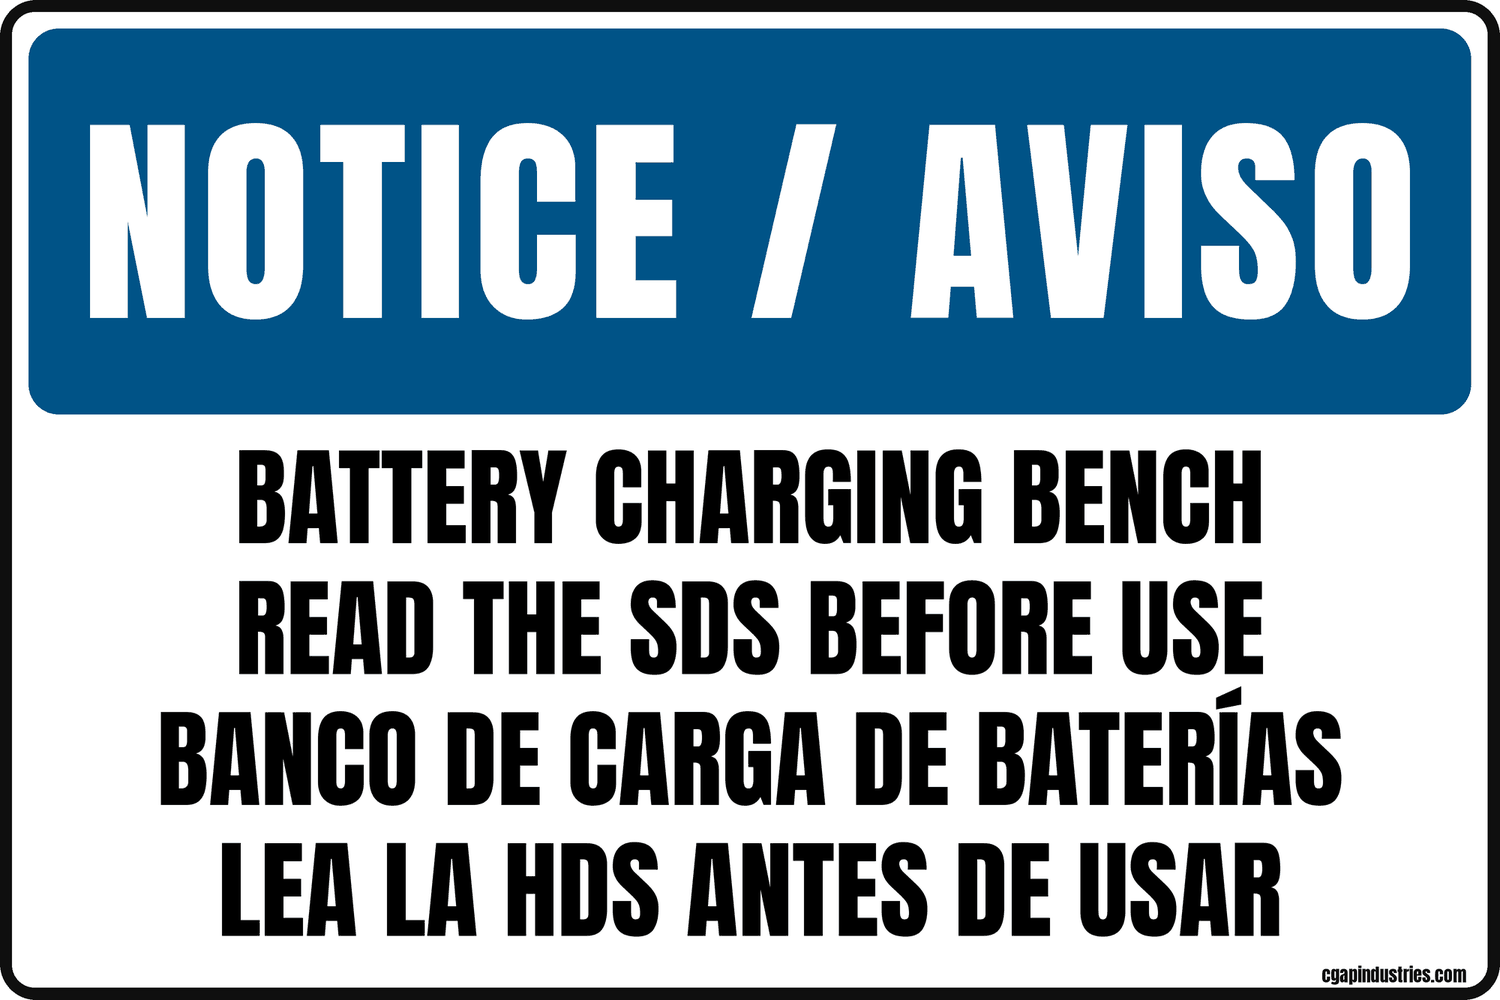 NOTICE / AVISO
BATTERY CHARGING BENCH
READ THE SDS BEFORE USE
BANCO DE CARGA DE BATERÍAS
LEA LA HDS ANTES DE USAR
cgapindustries.com